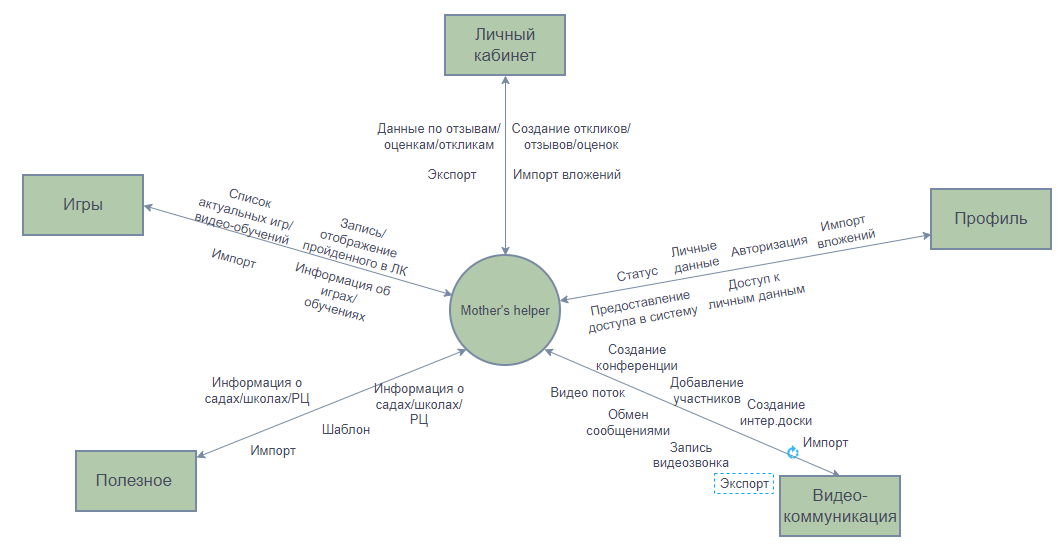 Личный
кабинет
Данные по отзывам/
оценкам/откликам
Создание откликов/
отзывов/оценок
Экспорт
Импорт вложений
Игры
Список
актуальных игр/
видео-обучений
Запись/
отображение
пройденного в ЛК
Импорт
Информация об
играх/
обучениях
Профиль
Статус
Личные
данные
Авторизация
Импорт
вложений
Предоставление
доступа в систему
Доступ к
личным данным
Mother's helper
Информация о
садах/школах/РЦ
Информация о
садах/школах/
РЦ
Шаблон
Импорт
Полезное
Создание
конференции
Видео поток
Добавление
участников
Обмен
сообщениями
Создание
интер.доски
Запись
видеозвонка
Импорт
Экспорт
Видео-
коммуникация